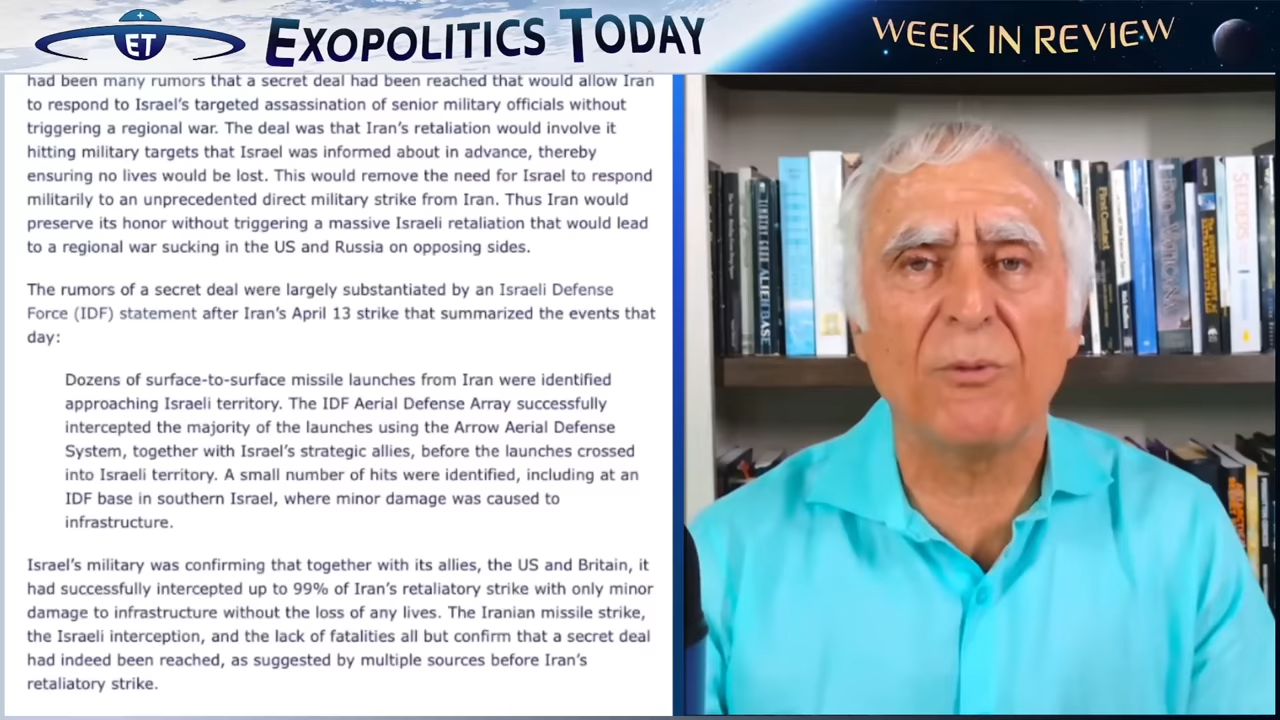 ET
EXOPOLITICS TODAY
WEEK IN REVIEW
had been many rumors that a secret deal had been reached that would allow Iran
to respond to Israel's targeted assassination of senior military officials without
triggering a regional war. The deal was that Iran's retaliation would involve it
hitting military targets that Israel was informed about in advance, thereby
ensuring no lives would be lost. This would remove the need for Israel to respond
militarily to an unprecedented direct military strike from Iran. Thus Iran would
preserve its honor without triggering a massive Israeli retaliation that would lead
to a regional war sucking in the US and Russia on opposing sides.
The rumors of a secret deal were largely substantiated by an Israeli Defense
Force (IDF) statement after Iran's April 13 strike that summarized the events that
day:
Dozens of surface-to-surface missile launches from Iran were identified
approaching Israeli territory. The IDF Aerial Defense Array successfully
intercepted the majority of the launches using the Arrow Aerial Defense
System, together with Israel's strategic allies, before the launches crossed
into Israeli territory. A small number of hits were identified, including at an
IDF base in southern Israel, where minor damage was caused to
infrastructure.
Israel's military was confirming that together with its allies, the US and Britain, it
had successfully intercepted up to 99% of Iran's retaliatory strike with only minor
damage to infrastructure without the loss of any lives. The Iranian missile strike,
the Israeli interception, and the lack of fatalities all but confirm that a secret deal
had indeed been reached, as suggested by multiple sources before Iran's
retaliatory strike.
TIMOTHY GOOD ALIEN BASE
First Contact
SEEDERS